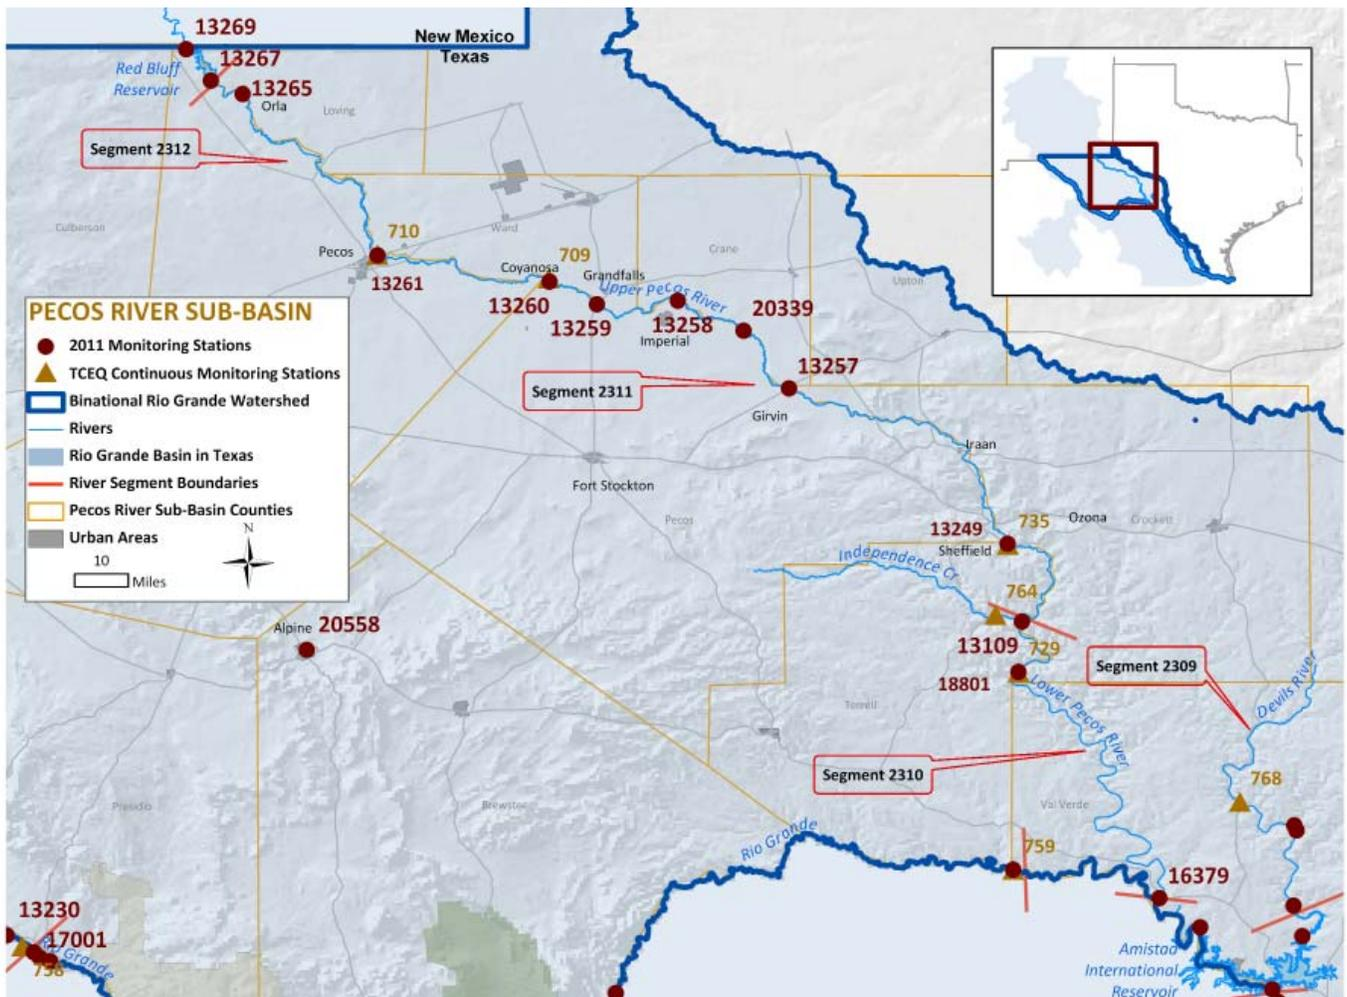 13269
New Mexico
Texas
13267
Red Bluff
Reservoir
13265
Orla
Loving
Segment 2312
Culberson
710
Ward
Pecos
Crane
709
Coyanosa
Grandfalls
13261
Upper Pecos River
Upton
13260
13259
13258
20339
Imperial
PECOS RIVER SUB-BASIN
2011 Monitoring Stations
TCEQ Continuous Monitoring Stations
Binational Rio Grande Watershed
Rivers
Rio Grande Basin in Texas
River Segment Boundaries
Pecos River Sub-Basin Counties
Urban Areas
N
10
Miles
13257
Segment 2311
Girvin
Iraan
Fort Stockton
Pecos
735
Ozona
Crockett
13249
Sheffield
Independence Cr
764
Alpine
20558
13109
729
Segment 2309
18801
Devils River
Lower Pecos River
Terrell
Segment 2310
768
Presidio
Brewster
Val Verde
Rio Grande
759
16379
13230
17001
Rio Grande
758
Amistad
International
Reservoir